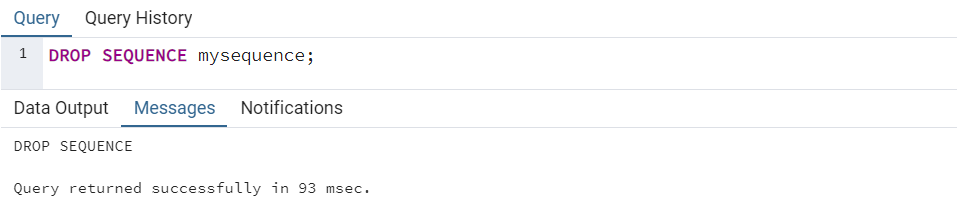 Query Query History
1 DROP SEQUENCE mysequence;
Data Output Messages Notifications
DROP SEQUENCE
Query returned successfully in 93 msec.